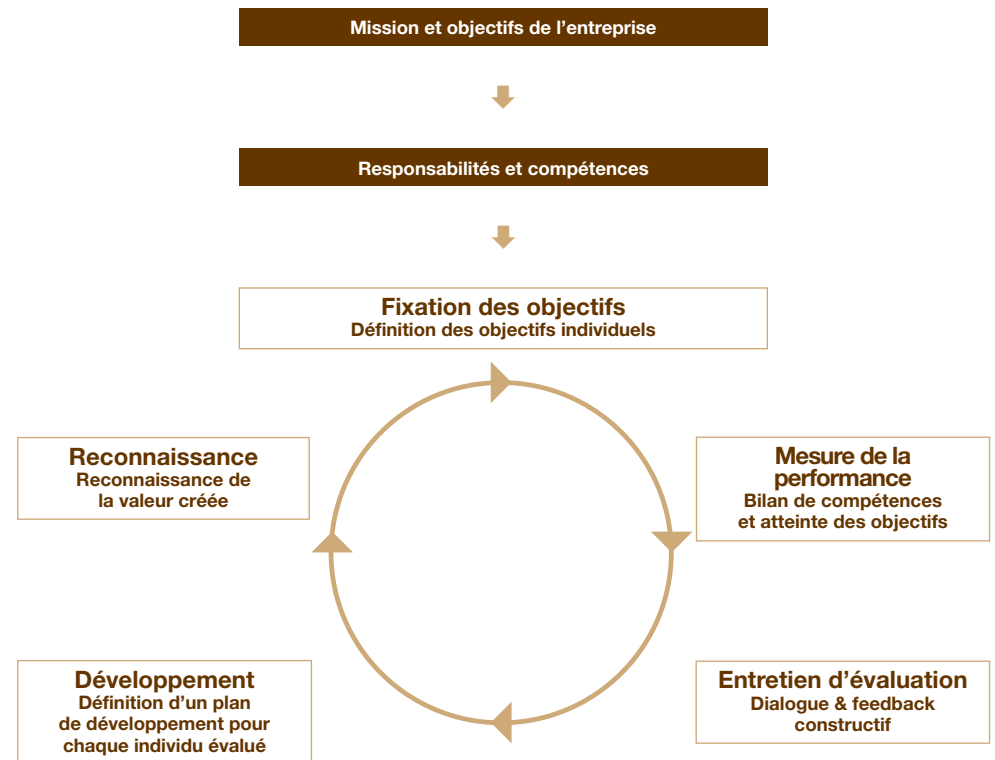 Mission et objectifs de l’entreprise
Responsabilités et compétences
Fixation des objectifs
Définition des objectifs individuels
Reconnaissance
Reconnaissance de
la valeur créée
Mesure de la
performance
Bilan de compétences
et atteinte des objectifs
Développement
Définition d’un plan
de développement pour
chaque individu évalué
Entretien d’évaluation
Dialogue & feedback
constructif